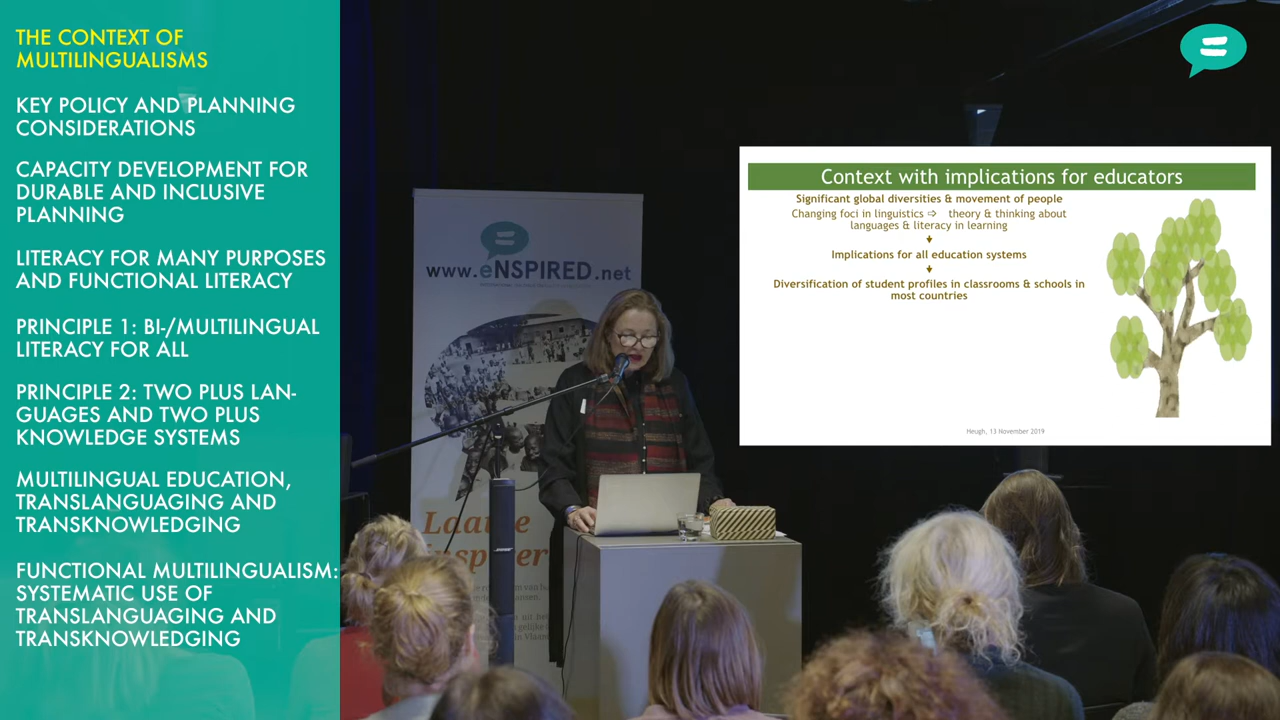 THE CONTEXT OF
MULTILINGUALISMS
KEY POLICY AND PLANNING
CONSIDERATIONS
CAPACITY DEVELOPMENT FOR
DURABLE AND INCLUSIVE
PLANNING
LITERACY FOR MANY PURPOSES
AND FUNCTIONAL LITERACY
PRINCIPLE 1: BI-/MULTILINGUAL
LITERACY FOR ALL
PRINCIPLE 2: TWO PLUS LAN-
GUAGES AND TWO PLUS
KNOWLEDGE SYSTEMS
MULTILINGUAL EDUCATION,
TRANSLANGUAGING AND
TRANSKNOWLEDGING
FUNCTIONAL MULTILINGUALISM:
SYSTEMATIC USE OF
TRANSLANGUAGING AND
TRANSKNOWLEDGING
www.eNSPIRED.net
Context with implications for educators
Significant global diversities & movement of people
Changing foci in linguistics ⇨ theory & thinking about
languages & literacy in learning
Implications for all education systems
Diversification of student profiles in classrooms & schools in
most countries
Heugh, 13 November 2019